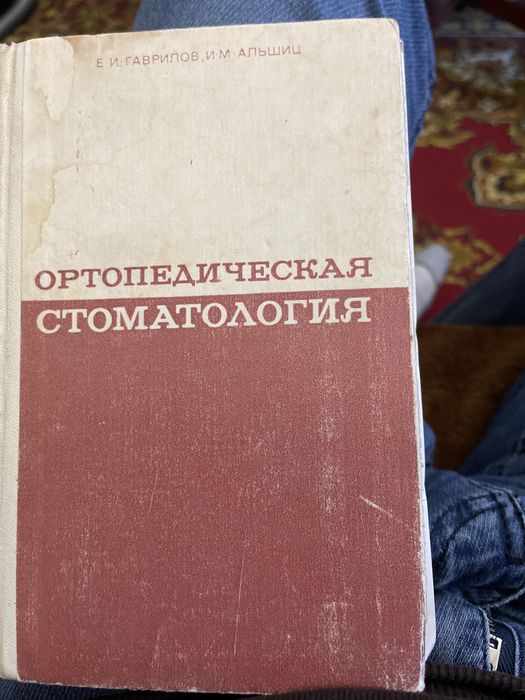 Е·И·ГАВРИЛОВ, И·М·АЛЬШИЦ
ОРТОПЕДИЧЕСКАЯ
СТОМАТОЛОГИЯ